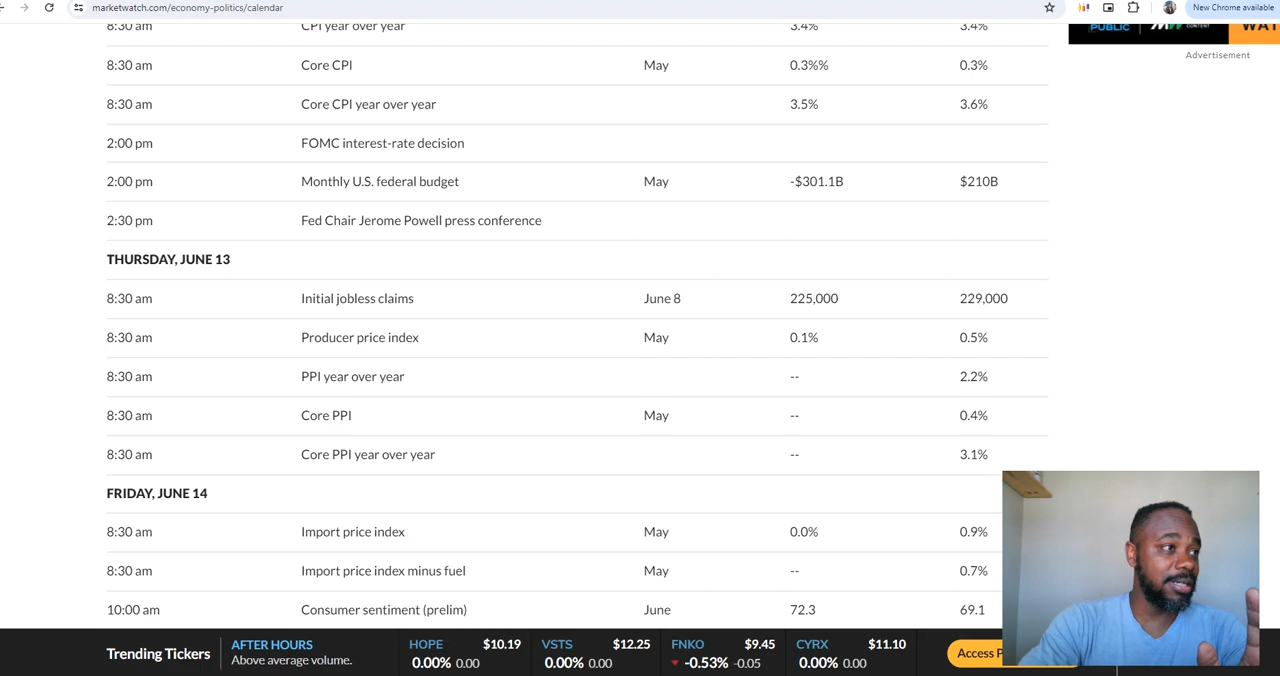 marketwatch.com/economy-politics/calendar
New Chrome available
8:30 am CPI year over year 3.4% 3.4%
PUBLIC CONTENT WAT
Advertisement
8:30 am Core CPI May 0.3%% 0.3%
8:30 am Core CPI year over year 3.5% 3.6%
2:00 pm FOMC interest-rate decision
2:00 pm Monthly U.S. federal budget May -$301.1B $210B
2:30 pm Fed Chair Jerome Powell press conference
THURSDAY, JUNE 13
8:30 am Initial jobless claims June 8 225,000 229,000
8:30 am Producer price index May 0.1% 0.5%
8:30 am PPI year over year -- 2.2%
8:30 am Core PPI May -- 0.4%
8:30 am Core PPI year over year -- 3.1%
FRIDAY, JUNE 14
8:30 am Import price index May 0.0% 0.9%
8:30 am Import price index minus fuel May -- 0.7%
10:00 am Consumer sentiment (prelim) June 72.3 69.1
Trending Tickers
AFTER HOURS
Above average volume.
HOPE $10.19
0.00% 0.00
VSTS $12.25
0.00% 0.00
FNKO $9.45
-0.53% -0.05
CYRX $11.10
0.00% 0.00
Access P